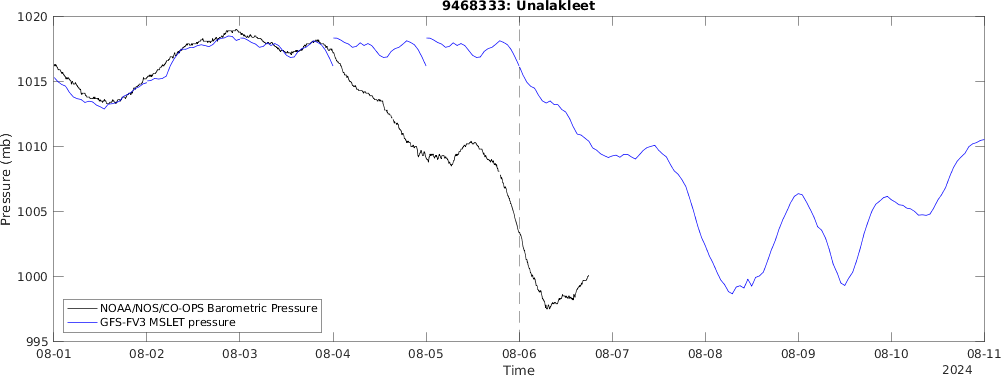 9468333: Unalakleet
1020
1015
1010
1005
1000
995
Pressure (mb)
NOAA/NOS/CO-OPS Barometric Pressure
GFS-FV3 MSLET pressure
08-01 08-02 08-03 08-04 08-05 08-06 08-07 08-08 08-09 08-10 08-11
Time
2024